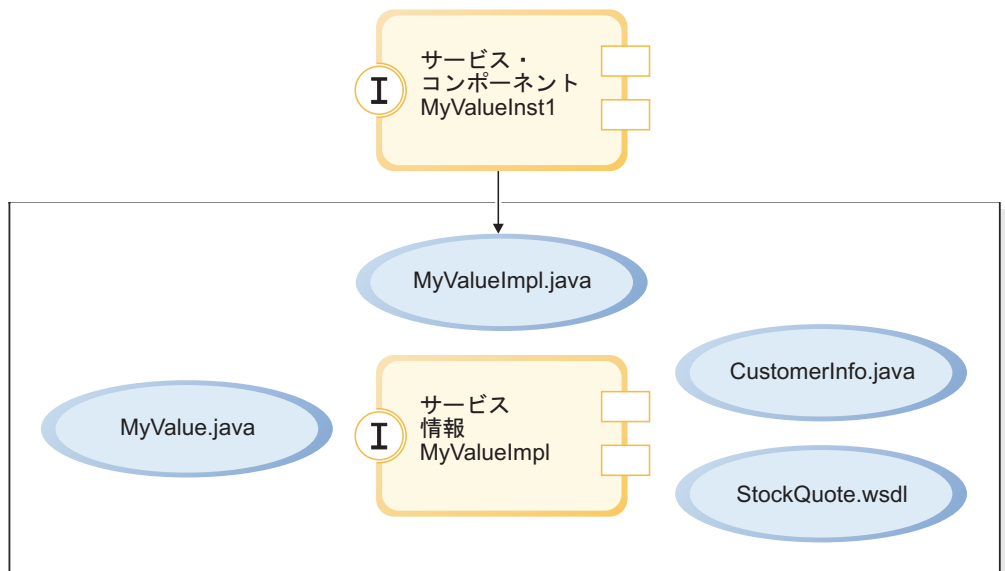 サービス・
コンポーネント
MyValueInst1
I
MyValueImpl.java
CustomerInfo.java
MyValue.java
サービス
情報
MyValueImpl
I
StockQuote.wsdl